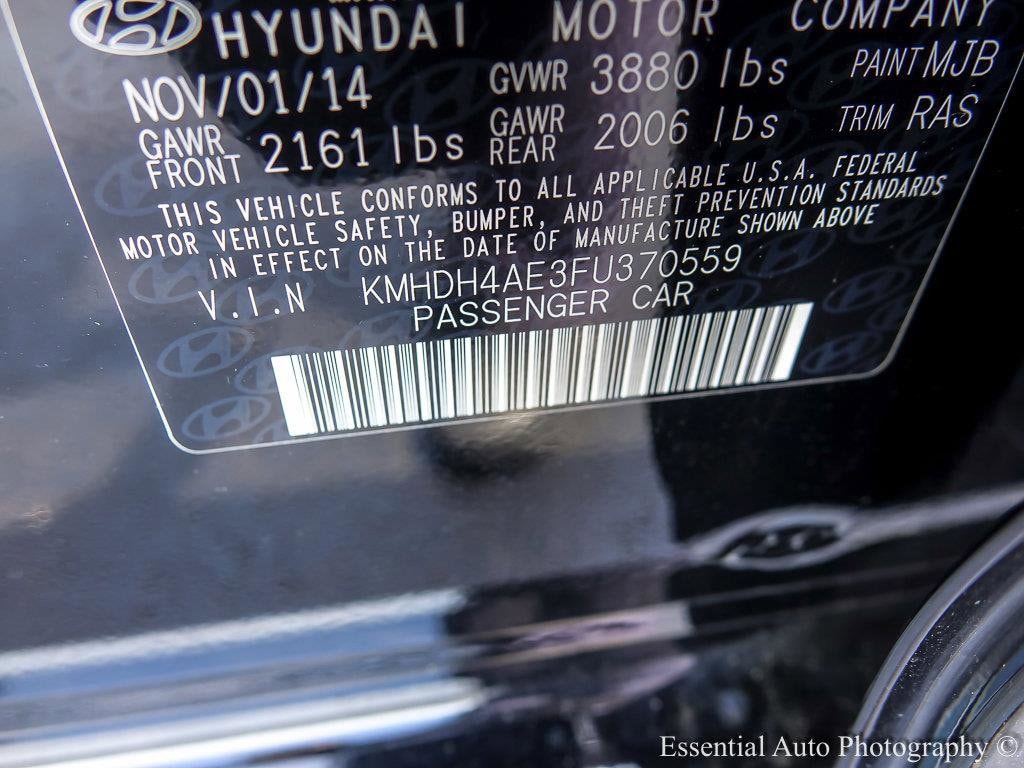 HYUNDAI MOTOR COMPANY
NOV/01/14 GVWR 3880 lbs PAINT MJB
GAWR FRONT 2161 lbs GAWR REAR 2006 lbs TRIM RAS
THIS VEHICLE CONFORMS TO ALL APPLICABLE U.S.A. FEDERAL
MOTOR VEHICLE SAFETY, BUMPER, AND THEFT PREVENTION STANDARDS
IN EFFECT ON THE DATE OF MANUFACTURE SHOWN ABOVE
V.I.N KMHDH4AE3FU370559
PASSENGER CAR
Essential Auto Photography ©